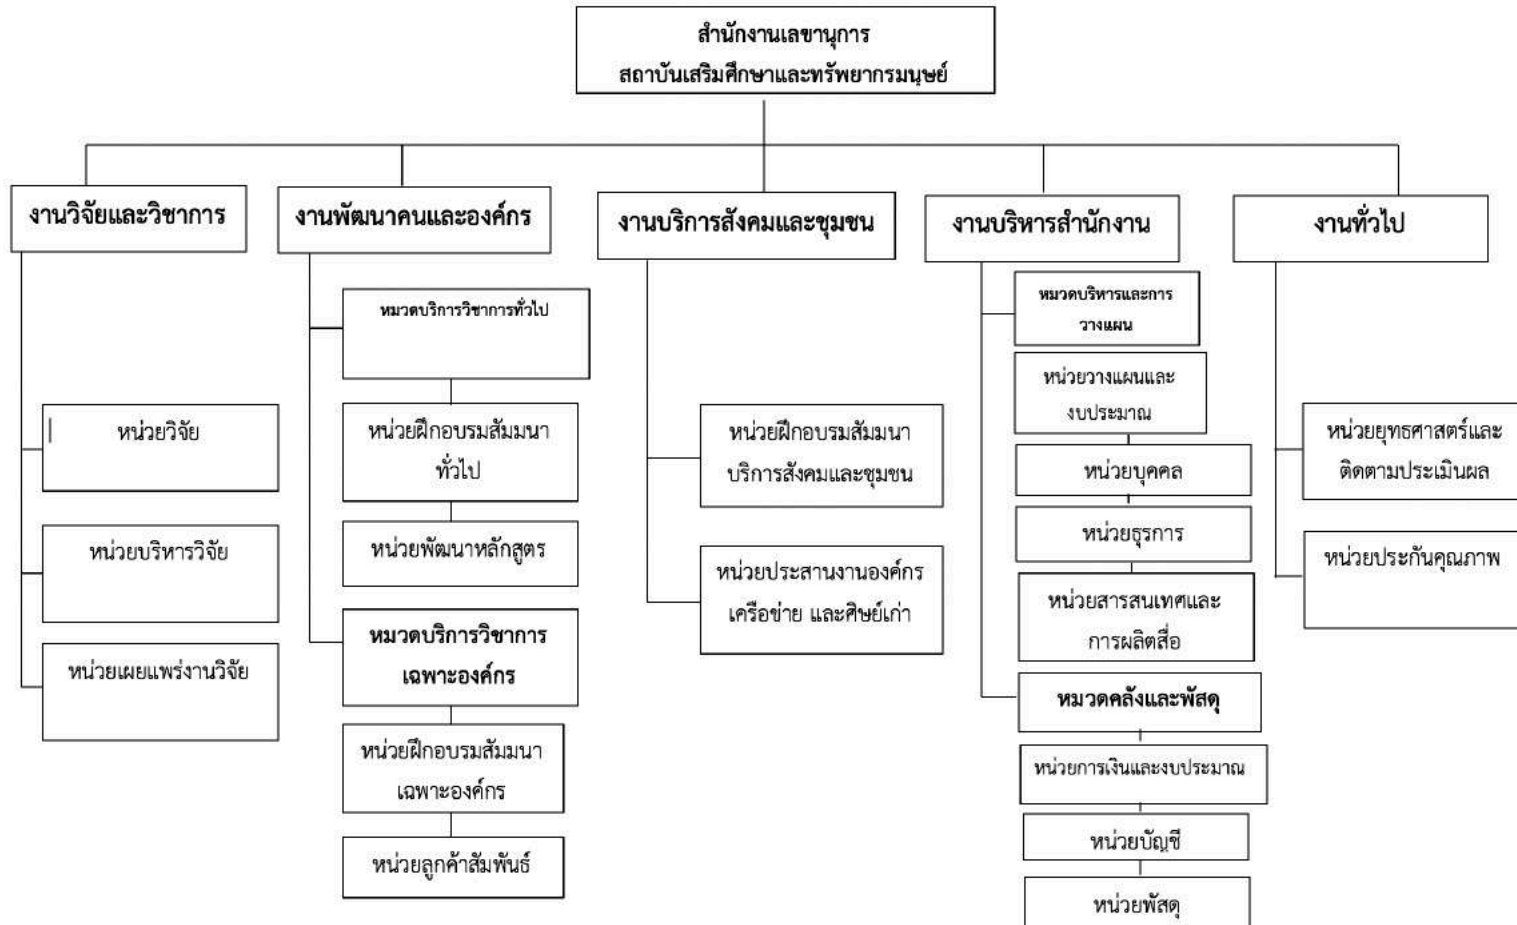 สำนักงานเลขานุการ
สถาบันเสริมศึกษาและทรัพยากรมนุษย์
งานวิจัยและวิชาการ
หน่วยวิจัย
หน่วยบริหารวิจัย
หน่วยเผยแพร่งานวิจัย
งานพัฒนาคนและองค์กร
หมวดบริการวิชาการทั่วไป
หน่วยฝึกอบรมสัมมนา
ทั่วไป
หน่วยพัฒนาหลักสูตร
หมวดบริการวิชาการ
เฉพาะองค์กร
หน่วยฝึกอบรมสัมมนา
เฉพาะองค์กร
หน่วยลูกค้าสัมพันธ์
งานบริการสังคมและชุมชน
หน่วยฝึกอบรมสัมมนา
บริการสังคมและชุมชน
หน่วยประสานงานองค์กร
เครือข่าย และศิษย์เก่า
งานบริหารสำนักงาน
หมวดบริหารและการ
วางแผน
หน่วยวางแผนและ
งบประมาณ
หน่วยบุคคล
หน่วยธุรการ
หน่วยสารสนเทศและ
การผลิตสื่อ
หมวดคลังและพัสดุ
หน่วยการเงินและงบประมาณ
หน่วยบัญชี
หน่วยพัสดุ
งานทั่วไป
หน่วยยุทธศาสตร์และ
ติดตามประเมินผล
หน่วยประกันคุณภาพ